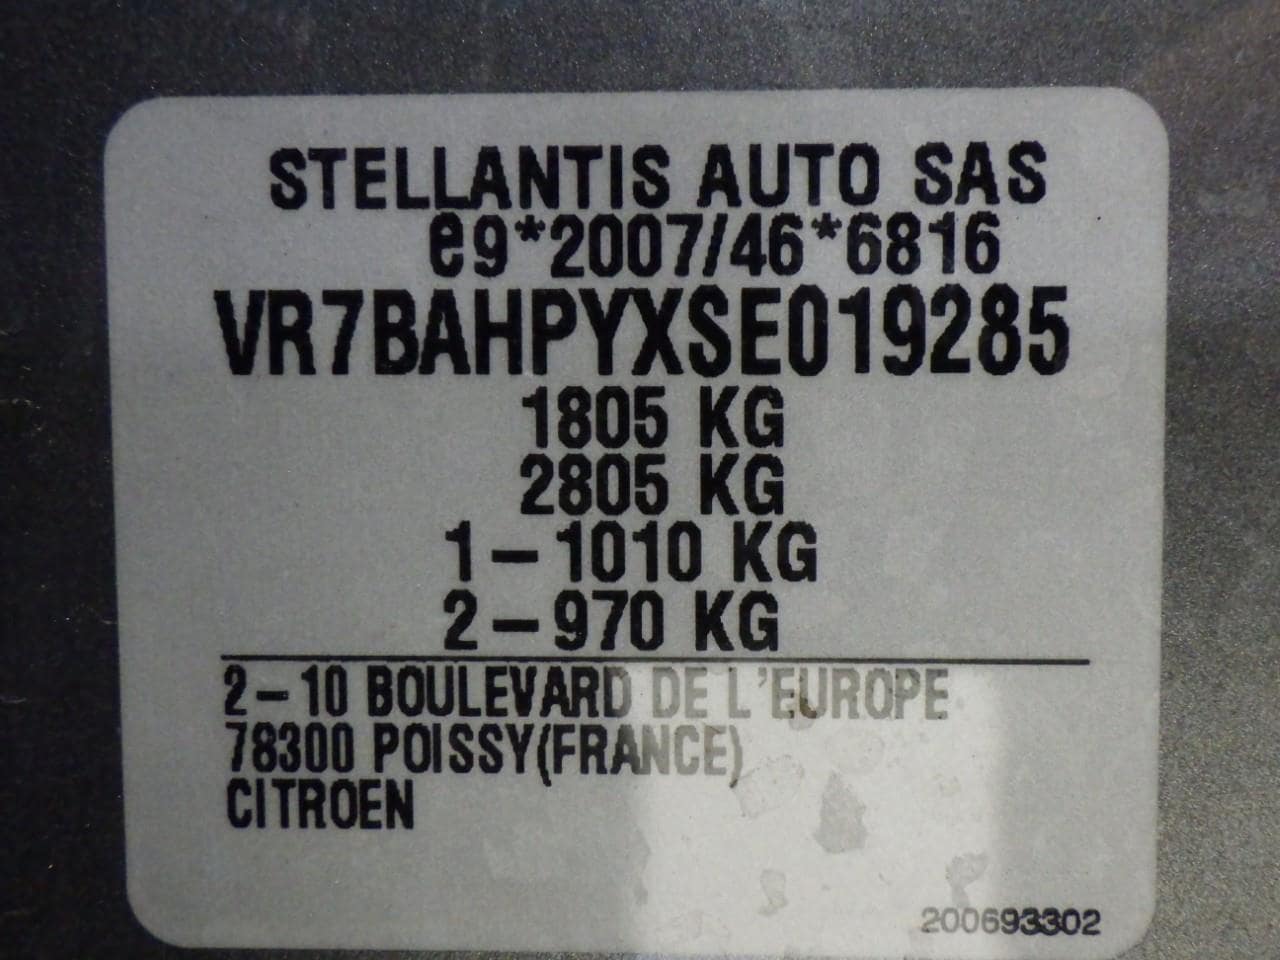 STELLANTIS AUTO SAS
e9*2007/46*6816
VR7BAHPYXSE019285
1805 KG
2805 KG
1-1010 KG
2-970 KG
2-10 BOULEVARD DE L'EUROPE
78300 POISSY(FRANCE)
CITROEN
200693302